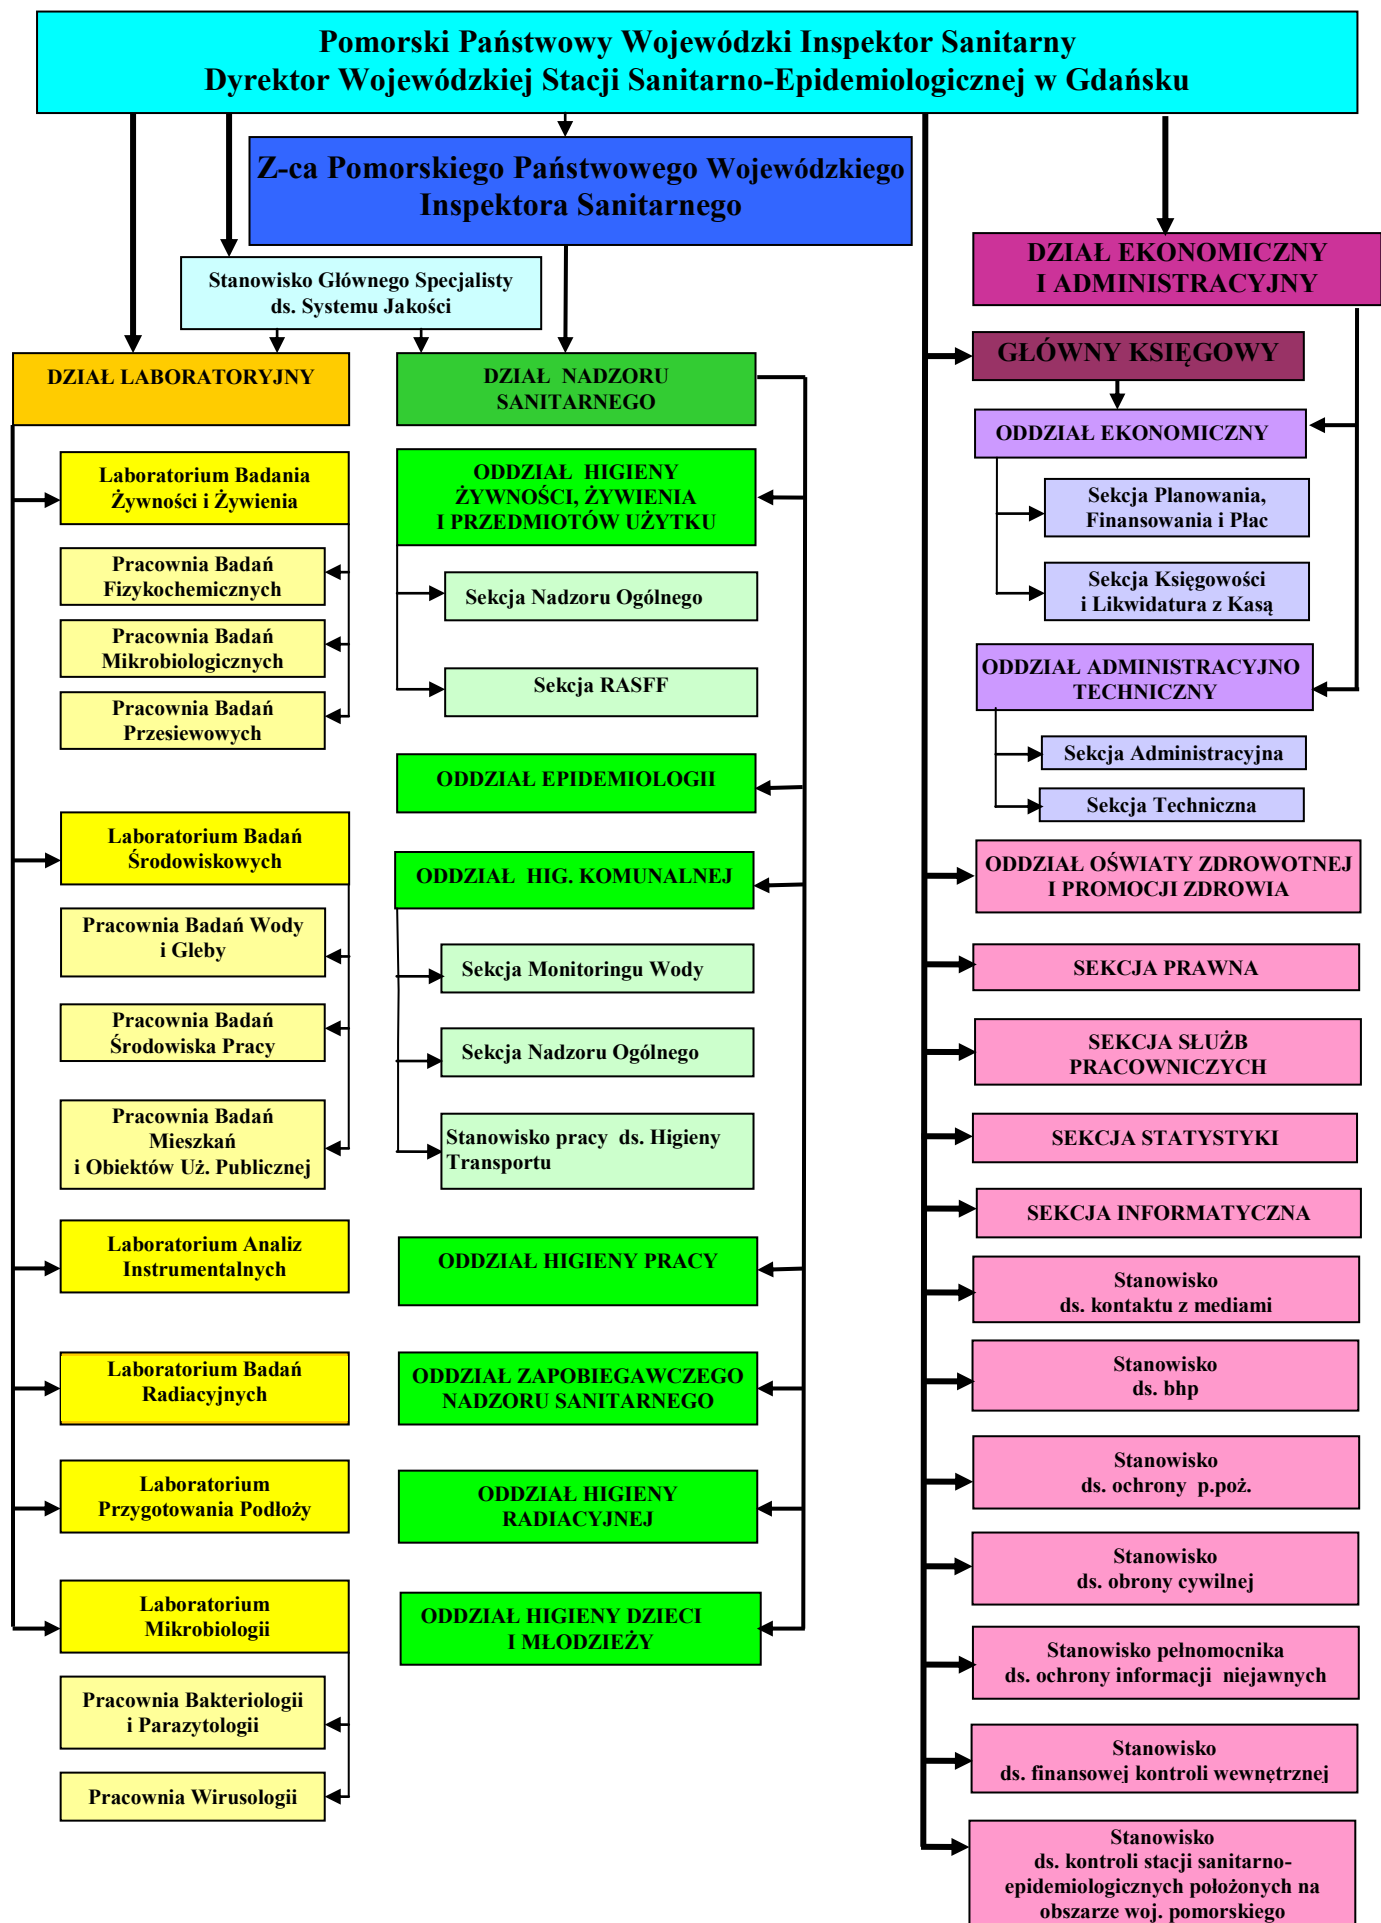 Pomorski Państwowy Wojewódzki Inspektor Sanitarny
Dyrektor Wojewódzkiej Stacji Sanitarno-Epidemiologicznej w Gdańsku
Z-ca Pomorskiego Państwowego Wojewódzkiego
Inspektora Sanitarnego
Stanowisko Głównego Specjalisty
ds. Systemu Jakości
DZIAŁ LABORATORYJNY
Laboratorium Badania
Żywności i Żywienia
Pracownia Badań
Fizykochemicznych
Pracownia Badań
Mikrobiologicznych
Pracownia Badań
Przesiewowych
Laboratorium Badań
Środowiskowych
Pracownia Badań Wody
i Gleby
Pracownia Badań
Środowiska Pracy
Pracownia Badań
Mieszkań
i Obiektów Uż. Publicznej
Laboratorium Analiz
Instrumentalnych
Laboratorium Badań
Radiacyjnych
Laboratorium
Przygotowania Podłoży
Laboratorium
Mikrobiologii
Pracownia Bakteriologii
i Parazytologii
Pracownia Wirusologii
DZIAŁ NADZORU
SANITARNEGO
ODDZIAŁ HIGIENY
ŻYWNOŚCI, ŻYWIENIA
I PRZEDMIOTÓW UŻYTKU
Sekcja Nadzoru Ogólnego
Sekcja RASFF
ODDZIAŁ EPIDEMIOLOGII
ODDZIAŁ HIG. KOMUNALNEJ
Sekcja Monitoringu Wody
Sekcja Nadzoru Ogólnego
Stanowisko pracy ds. Higieny
Transportu
ODDZIAŁ HIGIENY PRACY
ODDZIAŁ ZAPOBIEGAWCZEGO
NADZORU SANITARNEGO
ODDZIAŁ HIGIENY
RADIACYJNEJ
ODDZIAŁ HIGIENY DZIECI
I MŁODZIEŻY
DZIAŁ EKONOMICZNY
I ADMINISTRACYJNY
GŁÓWNY KSIĘGOWY
ODDZIAŁ EKONOMICZNY
Sekcja Planowania,
Finansowania i Płac
Sekcja Księgowości
i Likwidatura z Kasą
ODDZIAŁ ADMINISTRACYJNO
TECHNICZNY
Sekcja Administracyjna
Sekcja Techniczna
ODDZIAŁ OŚWIATY ZDROWOTNEJ
I PROMOCJI ZDROWIA
SEKCJA PRAWNA
SEKCJA SŁUŻB
PRACOWNICZYCH
SEKCJA STATYSTYKI
SEKCJA INFORMATYCZNA
Stanowisko
ds. kontaktu z mediami
Stanowisko
ds. bhp
Stanowisko
ds. ochrony p.poż.
Stanowisko
ds. obrony cywilnej
Stanowisko pełnomocnika
ds. ochrony informacji niejawnych
Stanowisko
ds. finansowej kontroli wewnętrznej
Stanowisko
ds. kontroli stacji sanitarno-
epidemiologicznych położonych na
obszarze woj. pomorskiego